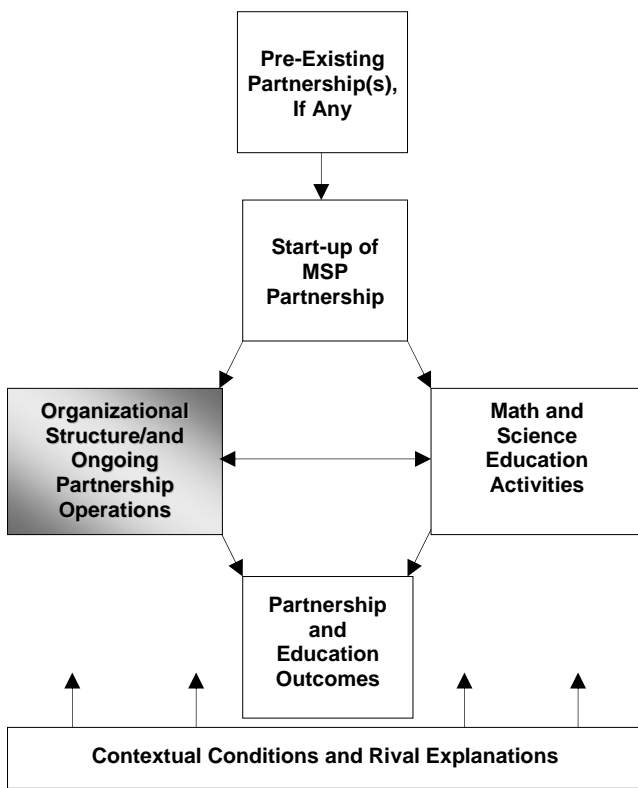 Pre-Existing
Partnership(s),
If Any
Start-up of
MSP
Partnership
Organizational
Structure/and
Ongoing
Partnership
Operations
Math and
Science
Education
Activities
Partnership
and
Education
Outcomes
Contextual Conditions and Rival Explanations